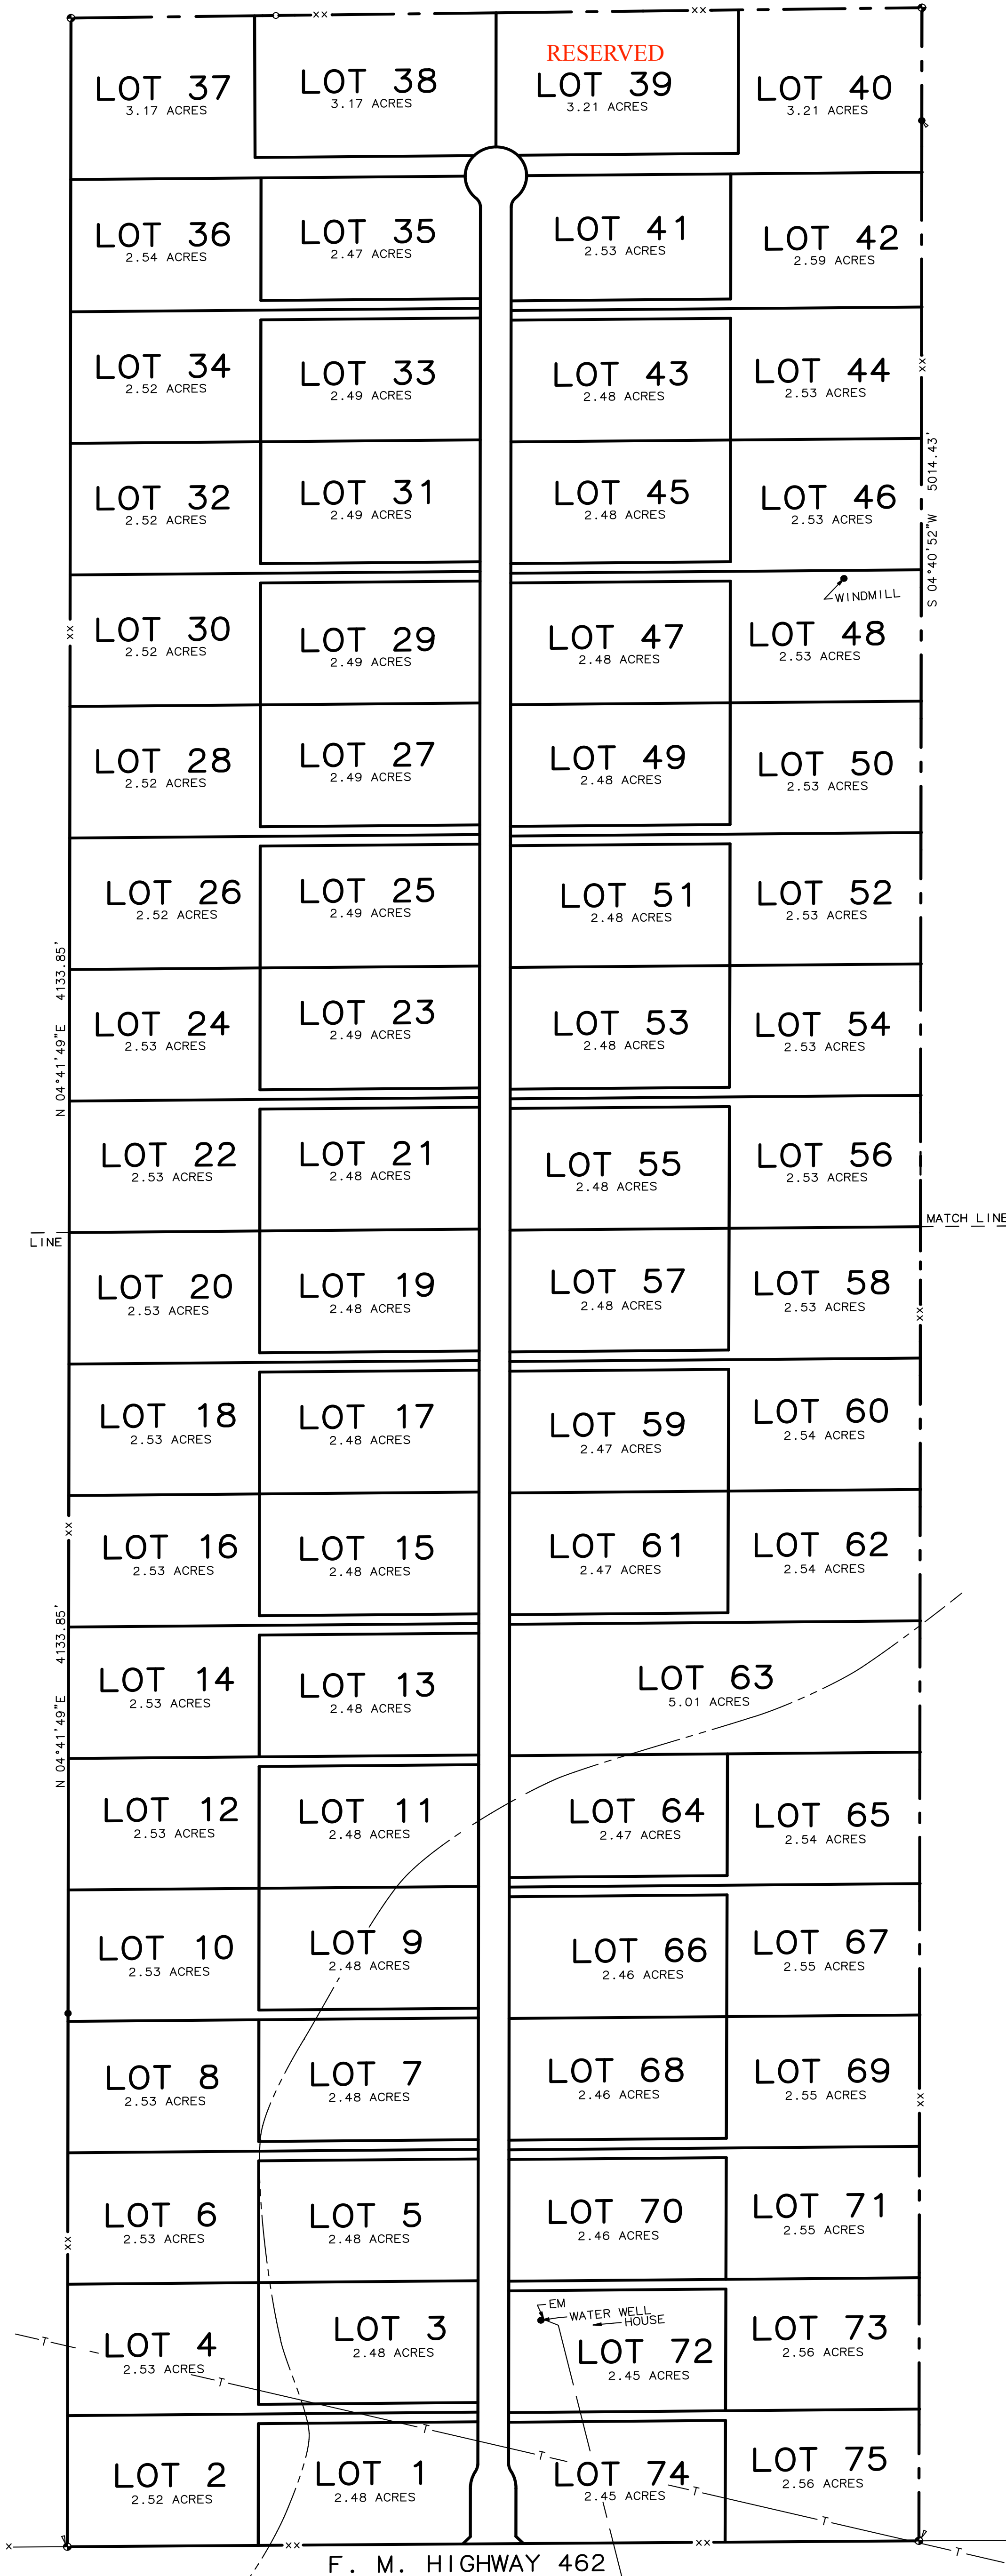 XX
XX
RESERVED
LOT 37
3.17 ACRES
LOT 38
3.17 ACRES
LOT 39
3.21 ACRES
LOT 40
3.21 ACRES
LOT 36
2.54 ACRES
LOT 35
2.47 ACRES
LOT 41
2.53 ACRES
LOT 42
2.59 ACRES
LOT 34
2.52 ACRES
LOT 33
2.49 ACRES
LOT 43
2.48 ACRES
LOT 44
2.53 ACRES
XX
S 04°40'52"W 5014.43'
LOT 32
2.52 ACRES
LOT 31
2.49 ACRES
LOT 45
2.48 ACRES
LOT 46
2.53 ACRES
WINDMILL
XX
LOT 30
2.52 ACRES
LOT 29
2.49 ACRES
LOT 47
2.48 ACRES
LOT 48
2.53 ACRES
LOT 28
2.52 ACRES
LOT 27
2.49 ACRES
LOT 49
2.48 ACRES
LOT 50
2.53 ACRES
LOT 26
2.52 ACRES
LOT 25
2.49 ACRES
LOT 51
2.48 ACRES
LOT 52
2.53 ACRES
N 04°41'49"E 4133.85'
LOT 24
2.53 ACRES
LOT 23
2.49 ACRES
LOT 53
2.48 ACRES
LOT 54
2.53 ACRES
LOT 22
2.53 ACRES
LOT 21
2.48 ACRES
LOT 55
2.48 ACRES
LOT 56
2.53 ACRES
MATCH LINE
LINE
LOT 20
2.53 ACRES
LOT 19
2.48 ACRES
LOT 57
2.48 ACRES
LOT 58
2.53 ACRES
XX
LOT 18
2.53 ACRES
LOT 17
2.48 ACRES
LOT 59
2.47 ACRES
LOT 60
2.54 ACRES
XX
LOT 16
2.53 ACRES
LOT 15
2.48 ACRES
LOT 61
2.47 ACRES
LOT 62
2.54 ACRES
N 04°41'49"E 4133.85'
LOT 14
2.53 ACRES
LOT 13
2.48 ACRES
LOT 63
5.01 ACRES
LOT 12
2.53 ACRES
LOT 11
2.48 ACRES
LOT 64
2.47 ACRES
LOT 65
2.54 ACRES
LOT 10
2.53 ACRES
LOT 9
2.48 ACRES
LOT 66
2.46 ACRES
LOT 67
2.55 ACRES
LOT 8
2.53 ACRES
LOT 7
2.48 ACRES
LOT 68
2.46 ACRES
LOT 69
2.55 ACRES
XX
LOT 6
2.53 ACRES
LOT 5
2.48 ACRES
LOT 70
2.46 ACRES
LOT 71
2.55 ACRES
XX
EM
WATER WELL
HOUSE
LOT 4
2.53 ACRES
LOT 3
2.48 ACRES
LOT 72
2.45 ACRES
LOT 73
2.56 ACRES
T
T
T
T
T
T
T
LOT 2
2.52 ACRES
LOT 1
2.48 ACRES
LOT 74
2.45 ACRES
LOT 75
2.56 ACRES
X
XX
XX
F. M. HIGHWAY 462